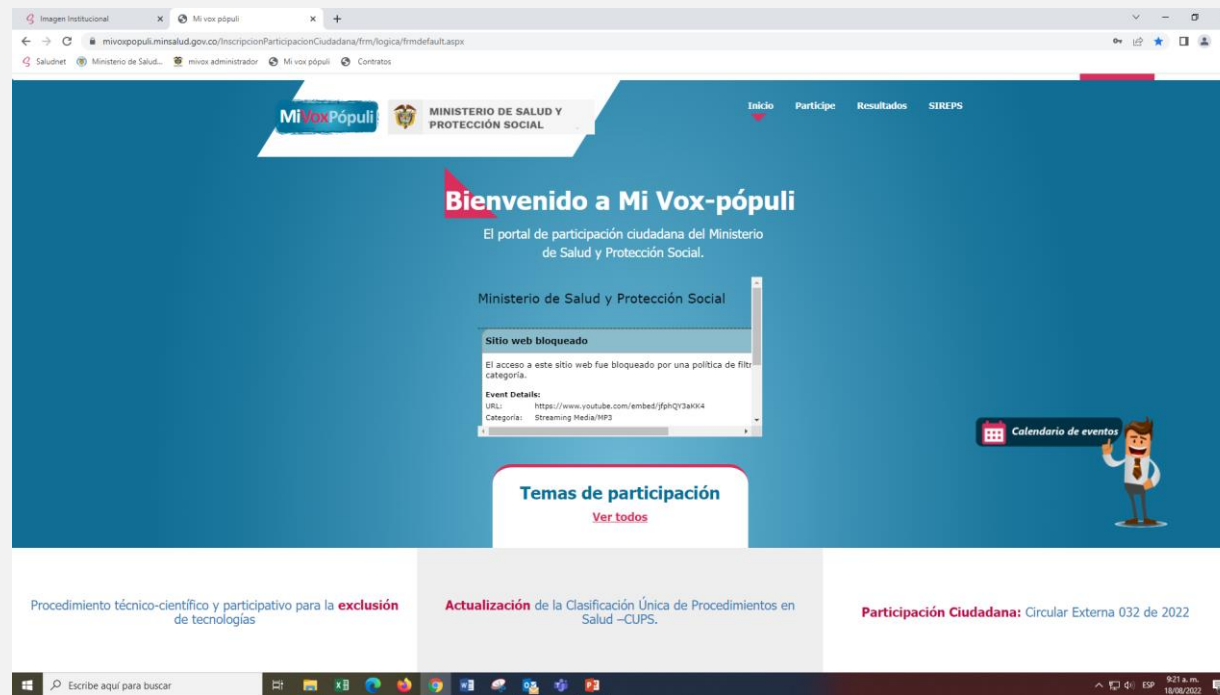 Imagen Institucional
Mi vox pópuli
mivoxpopuli.minsalud.gov.co/InscripcionParticipacionCiudadana/frm/logica/frmdefault.aspx
Saludnet Ministerio de Salud... mivox administrador Mi vox pópuli Contratos
MiVoxPópuli
MINISTERIO DE SALUD Y
PROTECCIÓN SOCIAL
Inicio Participe Resultados SIREPS
Bienvenido a Mi Vox-pópuli
El portal de participación ciudadana del Ministerio
de Salud y Protección Social.
Ministerio de Salud y Protección Social
Sitio web bloqueado
El acceso a este sitio web fue bloqueado por una política de filtr
categoría.
Event Details:
URL: https://www.youtube.com/embed/jfphQY3aKK4
Categoría: Streaming Media/MP3
Calendario de eventos
Temas de participación
Ver todos
Procedimiento técnico-científico y participativo para la exclusión
de tecnologías
Actualización de la Clasificación Única de Procedimientos en
Salud –CUPS.
Participación Ciudadana: Circular Externa 032 de 2022
Escribe aquí para buscar
ESP
9:21 a. m.
18/08/2022